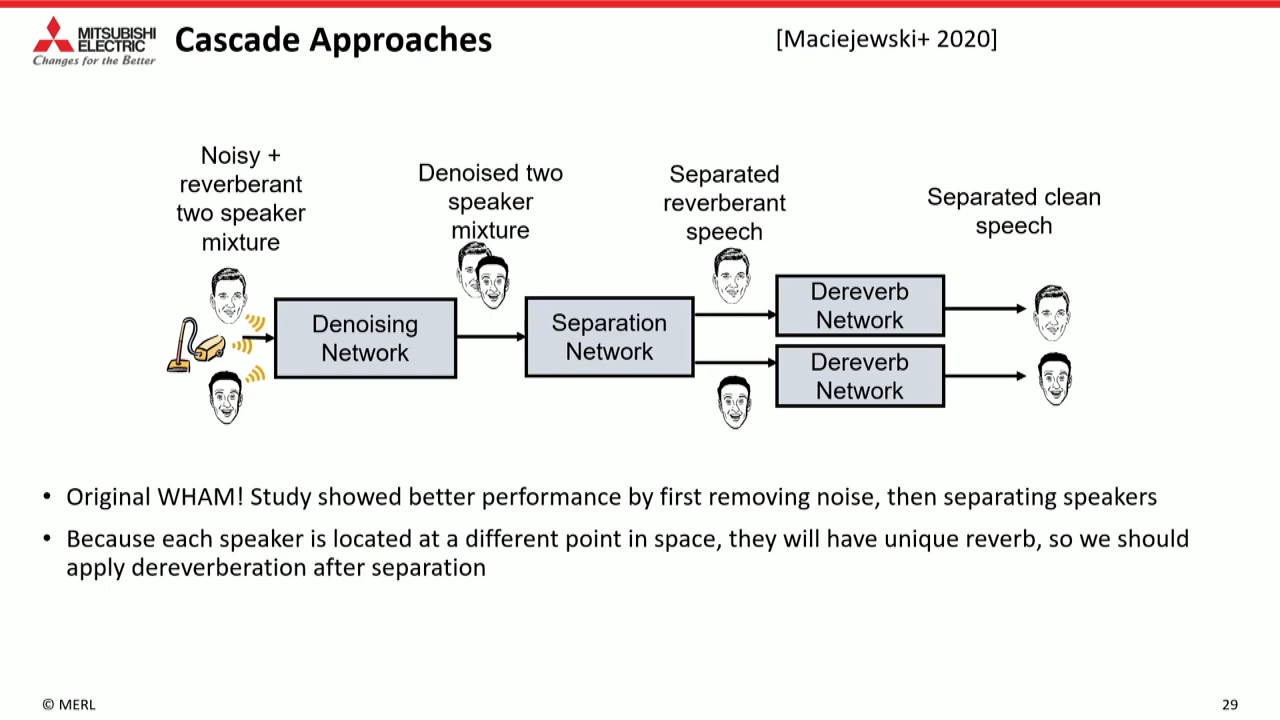 MITSUBISHI
ELECTRIC
Changes for the Better
Cascade Approaches
[Maciejewski+ 2020]
Noisy +
reverberant
two speaker
mixture
Denoised two
speaker
mixture
Separated
reverberant
speech
Separated clean
speech
Denoising
Network
Separation
Network
Dereverb
Network
Dereverb
Network
• Original WHAM! Study showed better performance by first removing noise, then separating speakers
• Because each speaker is located at a different point in space, they will have unique reverb, so we should
apply dereverberation after separation
© MERL
29